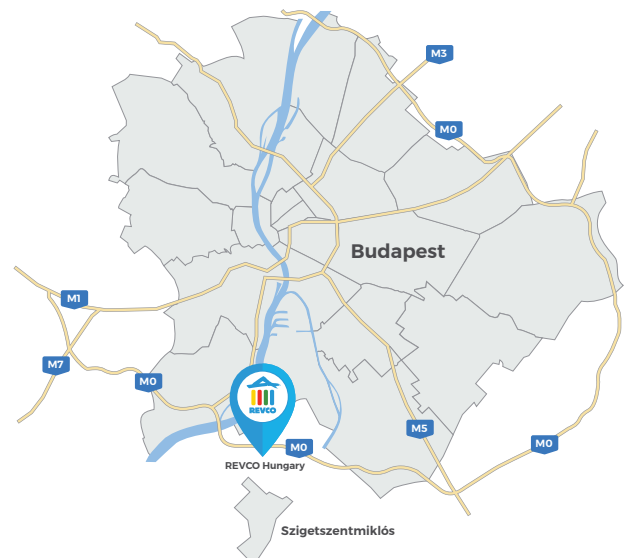 M3
M0
Budapest
M1
M7
M0
REVCO
M5
M0
M0
REVCO Hungary
Szigetszentmiklós